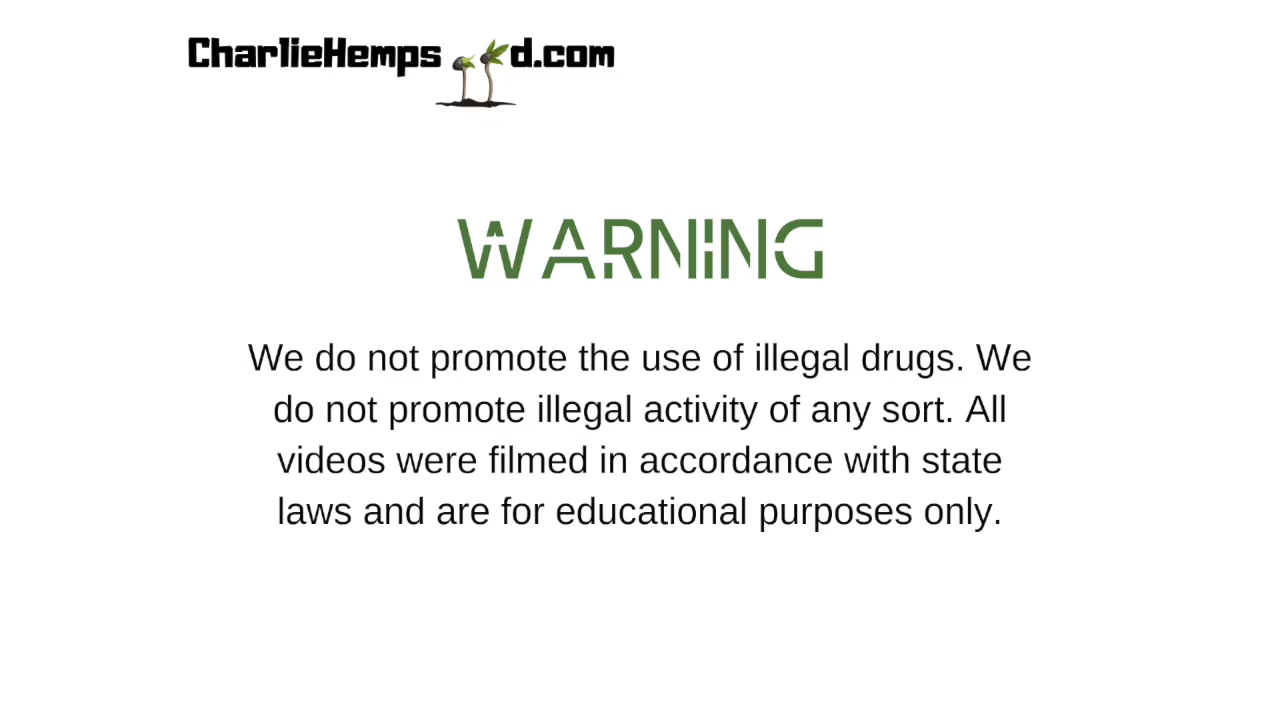 CharlieHempsd.com
WARNING
We do not promote the use of illegal drugs. We
do not promote illegal activity of any sort. All
videos were filmed in accordance with state
laws and are for educational purposes only.